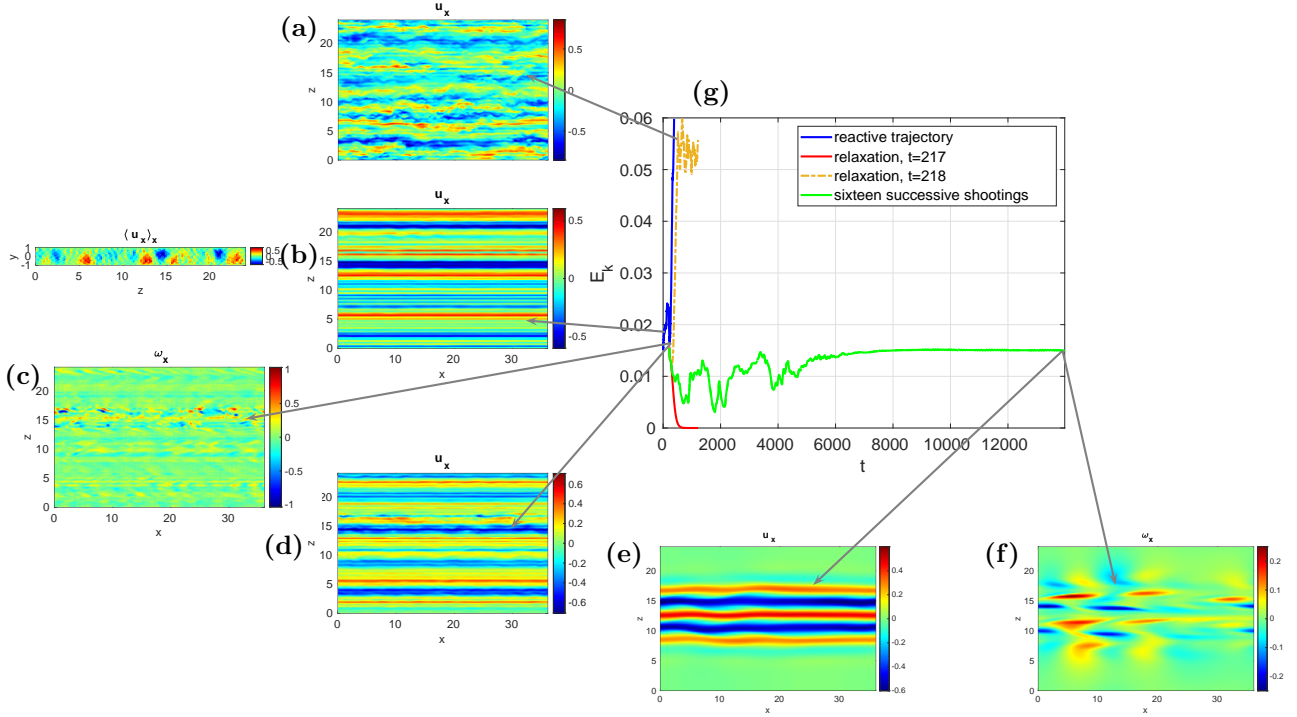 (a)
u_x
z
20
15
10
5
0
0.5
0
-0.5
(g)
0.06
0.05
0.04
0.03
0.02
0.01
0
E_k
0 2000 4000 6000 8000 10000 12000
t
reactive trajectory
relaxation, t=217
relaxation, t=218
sixteen successive shootings
⟨ u_x ⟩_x
y
1
0
-1
0 5 10 15 20
z
0.5
0
-0.5
(b)
u_x
z
20
15
10
5
0
0 10 20 30
x
0.5
0
-0.5
(c)
ω_x
z
20
15
10
5
0
0 10 20 30
x
1
0.5
0
-0.5
-1
(d)
u_x
z
20
15
10
5
0
0 10 20 30
x
0.6
0.4
0.2
0
-0.2
-0.4
-0.6
(e)
u_x
z
20
15
10
5
0
0 10 20 30
x
0.4
0.2
0
-0.2
-0.4
-0.6
(f)
ω_x
z
20
15
10
5
0
0 10 20 30
x
0.2
0.1
0
-0.1
-0.2